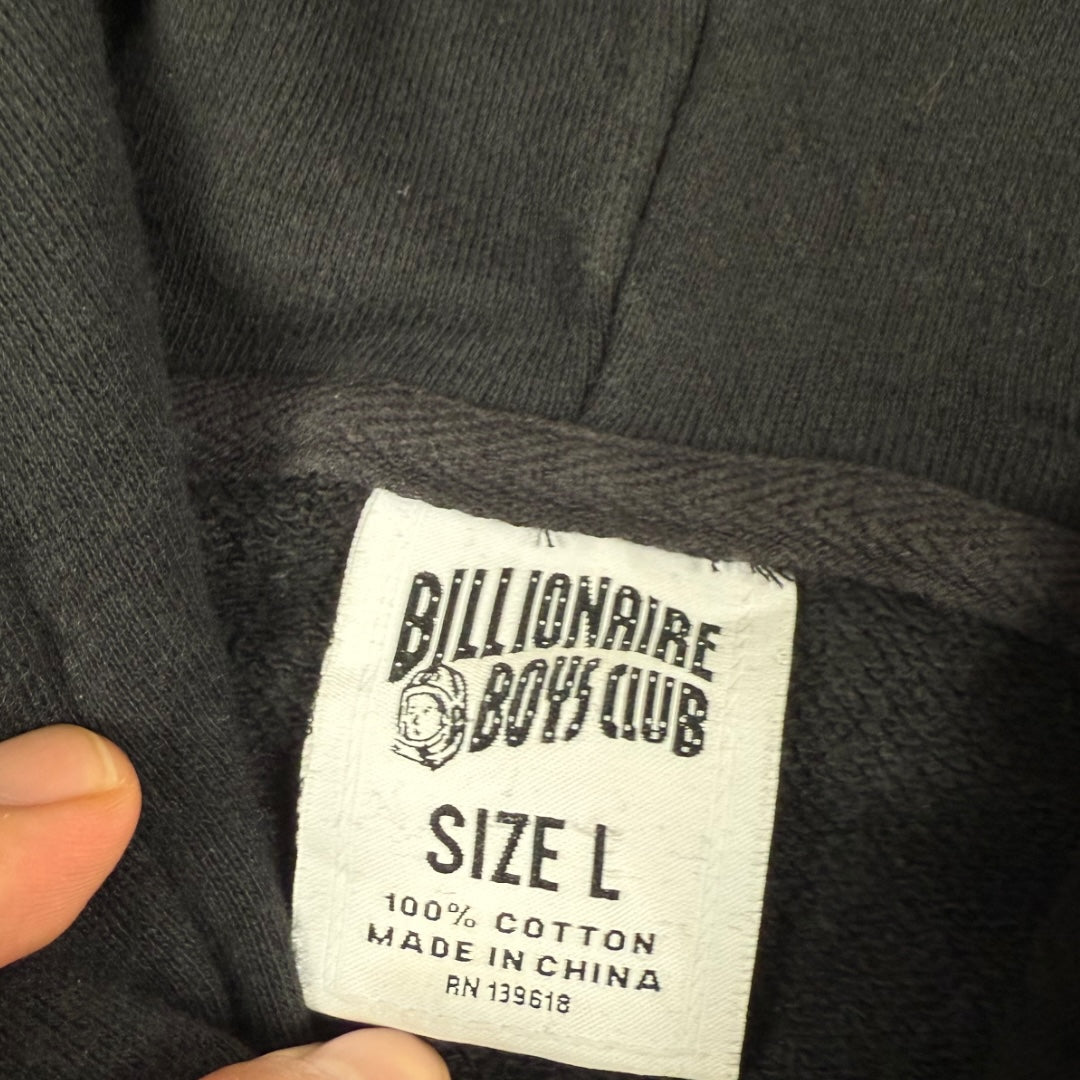 BILLIONAIRE
BOYS CLUB
SIZE L
100% COTTON
MADE IN CHINA
RN 139618